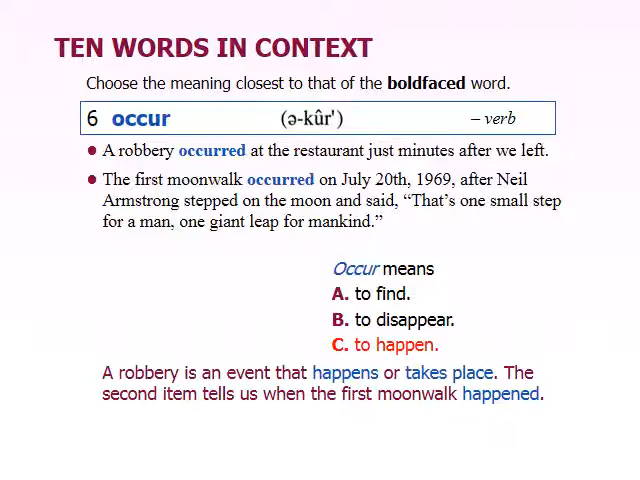 TEN WORDS IN CONTEXT
Choose the meaning closest to that of the boldfaced word.
6 occur (ə-kûr') – verb
● A robbery occurred at the restaurant just minutes after we left.
● The first moonwalk occurred on July 20th, 1969, after Neil
Armstrong stepped on the moon and said, “That’s one small step
for a man, one giant leap for mankind.”
Occur means
A. to find.
B. to disappear.
C. to happen.
A robbery is an event that happens or takes place. The
second item tells us when the first moonwalk happened.